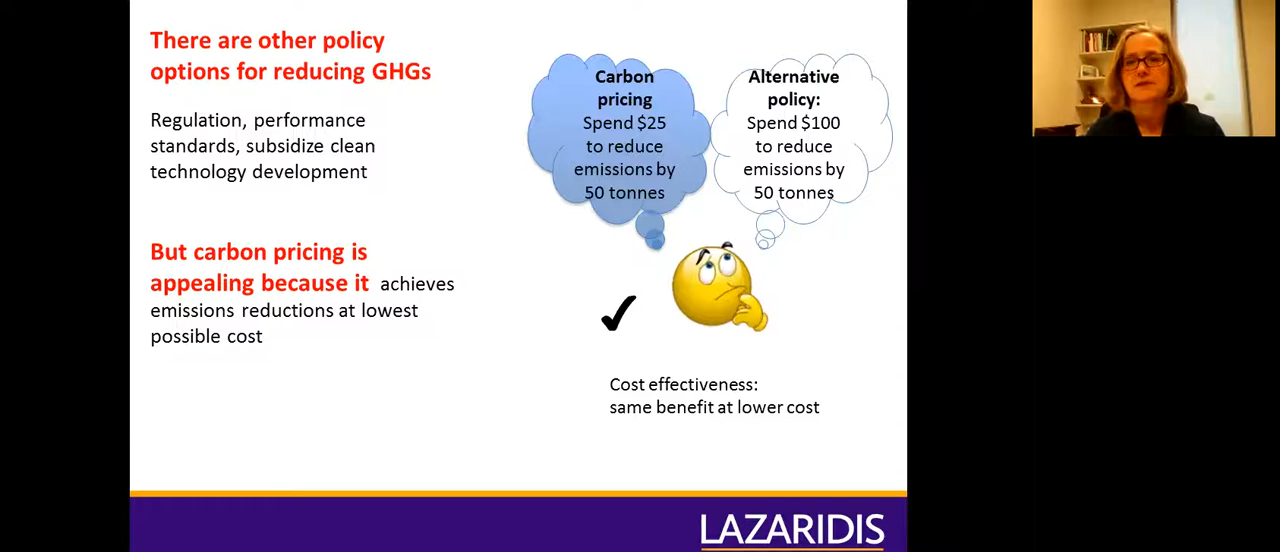 There are other policy
options for reducing GHGs
Regulation, performance
standards, subsidize clean
technology development
But carbon pricing is
appealing because it achieves
emissions reductions at lowest
possible cost
Carbon
pricing
Spend $25
to reduce
emissions by
50 tonnes
Alternative
policy:
Spend $100
to reduce
emissions by
50 tonnes
Cost effectiveness:
same benefit at lower cost
LAZARIDIS